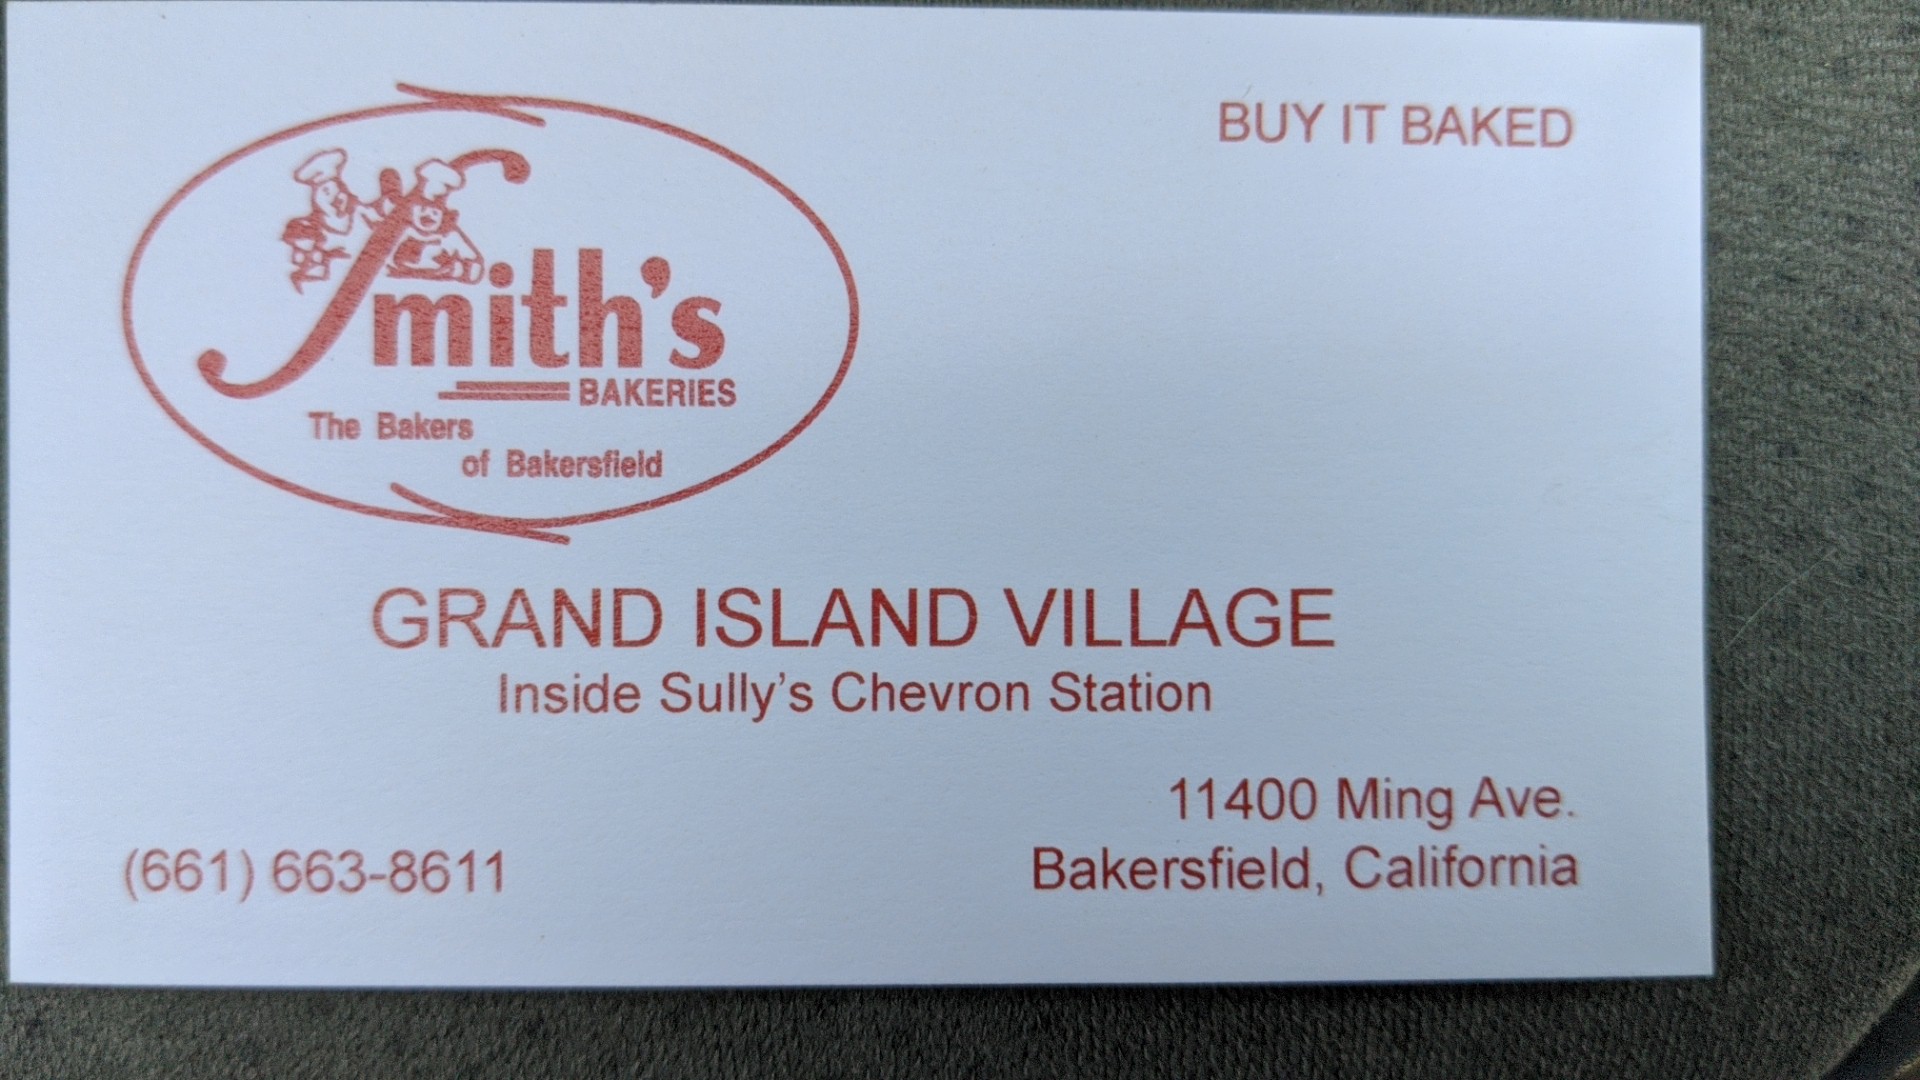 BUY IT BAKED
Smith's
BAKERIES
The Bakers
of Bakersfield
GRAND ISLAND VILLAGE
Inside Sully's Chevron Station
11400 Ming Ave.
(661) 663-8611
Bakersfield, California